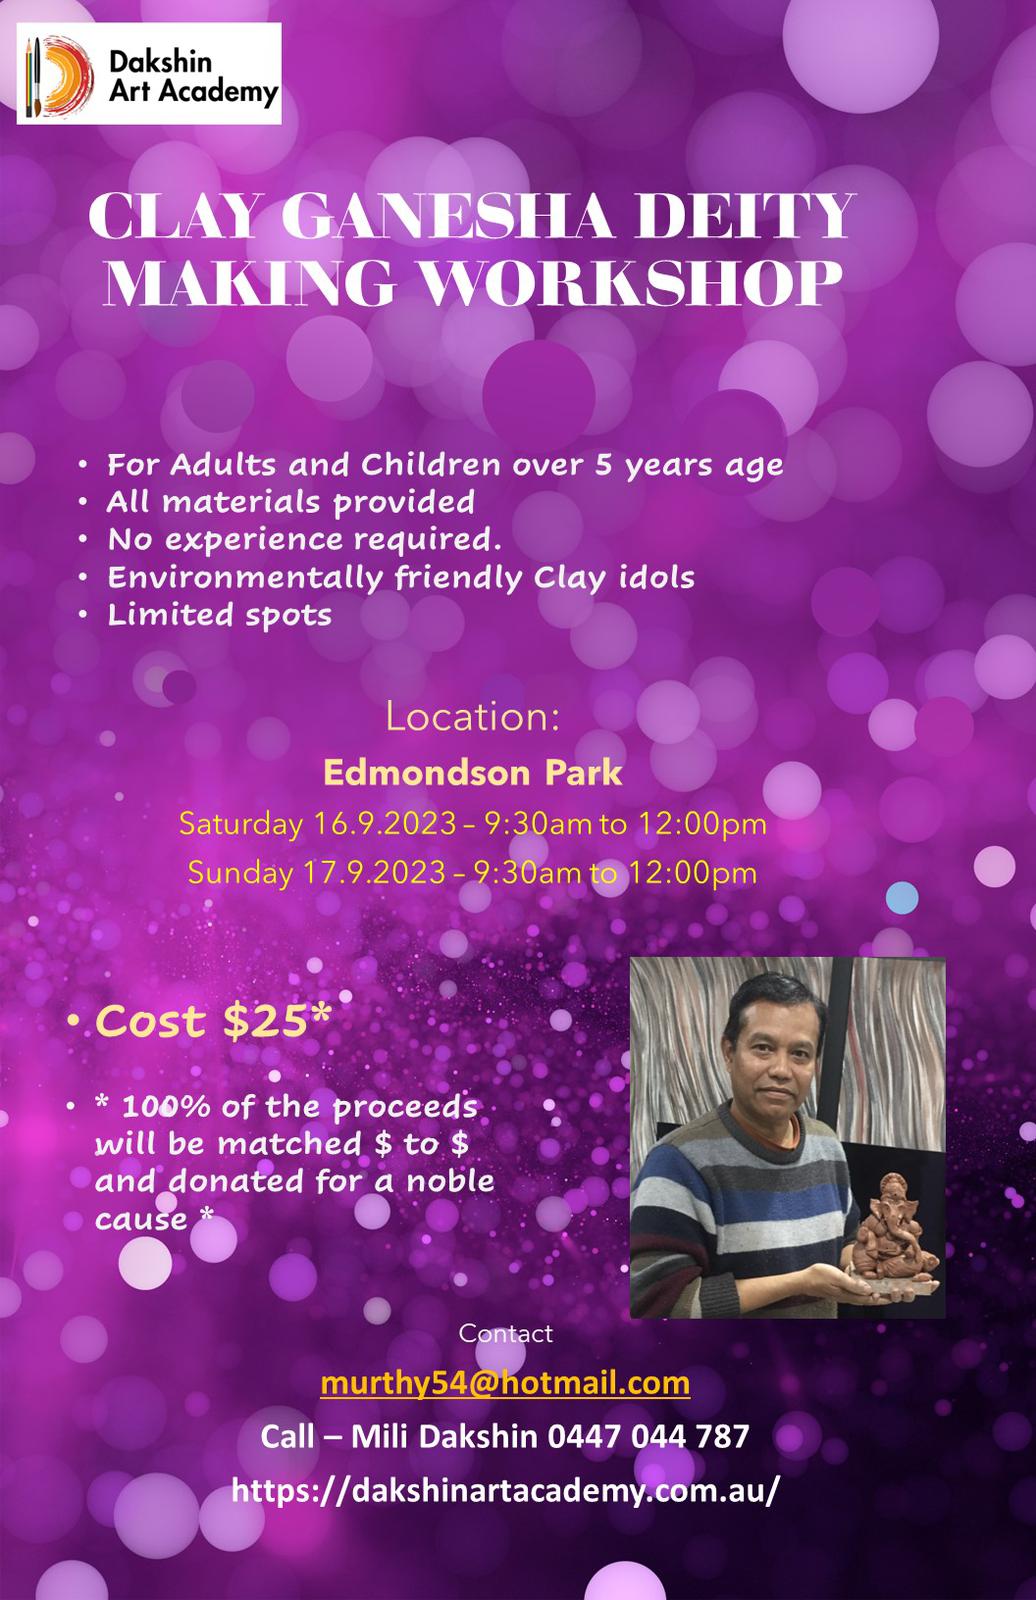 Dakshin
Art Academy
CLAY GANESHA DEITY
MAKING WORKSHOP
• For Adults and Children over 5 years age
• All materials provided
• No experience required.
• Environmentally friendly Clay idols
• Limited spots
Location:
Edmondson Park
Saturday 16.9.2023 – 9:30am to 12:00pm
Sunday 17.9.2023 – 9:30am to 12:00pm
• Cost $25*
• * 100% of the proceeds
will be matched $ to $
and donated for a noble
cause *
Contact
murthy54@hotmail.com
Call – Mili Dakshin 0447 044 787
https://dakshinartacademy.com.au/